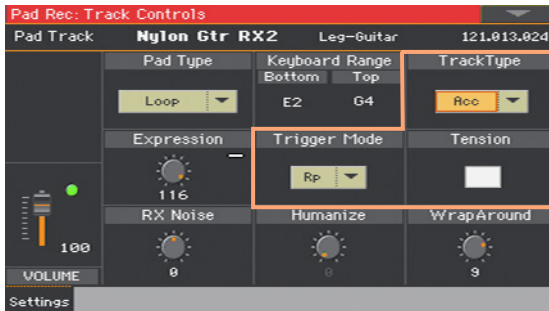 Pad Rec: Track Controls
Pad Track Nylon Gtr RX2 Leg-Guitar 121.013.024
Pad Type Keyboard Range TrackType
Bottom Top
Loop E2 G4 Acc
Expression Trigger Mode Tension
Rp
116
RX Noise Humanize WrapAround
100
0 0 9
VOLUME
Settings